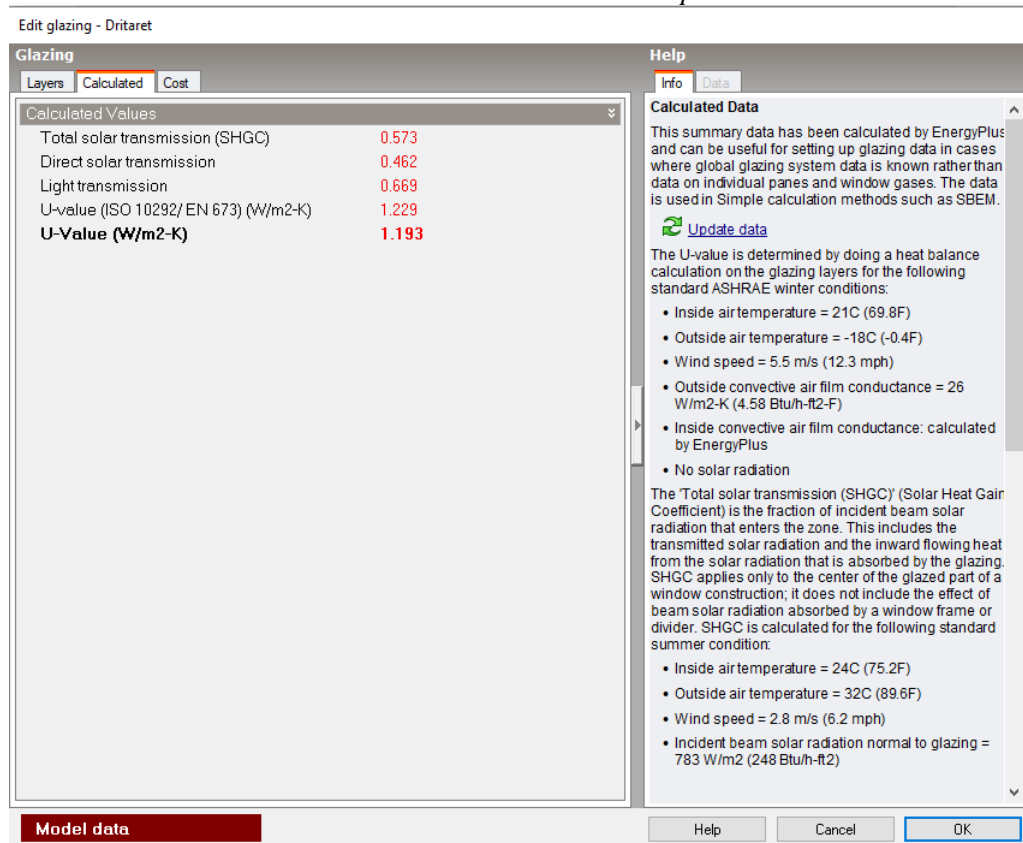 Edit glazing - Dritaret
Glazing
Layers Calculated Cost
Calculated Values
Total solar transmission (SHGC) 0.573
Direct solar transmission 0.462
Light transmission 0.669
U-value (ISO 10292/ EN 673) (W/m2-K) 1.229
U-Value (W/m2-K) 1.193
Model data
Help
Info Data
Calculated Data
This summary data has been calculated by EnergyPlus
and can be useful for setting up glazing data in cases
where global glazing system data is known rather than
data on individual panes and window gases. The data
is used in Simple calculation methods such as SBEM.
Update data
The U-value is determined by doing a heat balance
calculation on the glazing layers for the following
standard ASHRAE winter conditions:
• Inside air temperature = 21C (69.8F)
• Outside air temperature = -18C (-0.4F)
• Wind speed = 5.5 m/s (12.3 mph)
• Outside convective air film conductance = 26
W/m2-K (4.58 Btu/h-ft2-F)
• Inside convective air film conductance: calculated
by EnergyPlus
• No solar radiation
The 'Total solar transmission (SHGC)' (Solar Heat Gain
Coefficient) is the fraction of incident beam solar
radiation that enters the zone. This includes the
transmitted solar radiation and the inward flowing heat
from the solar radiation that is absorbed by the glazing.
SHGC applies only to the center of the glazed part of a
window construction; it does not include the effect of
beam solar radiation absorbed by a window frame or
divider. SHGC is calculated for the following standard
summer condition:
• Inside air temperature = 24C (75.2F)
• Outside air temperature = 32C (89.6F)
• Wind speed = 2.8 m/s (6.2 mph)
• Incident beam solar radiation normal to glazing =
783 W/m2 (248 Btu/h-ft2)
Help Cancel OK